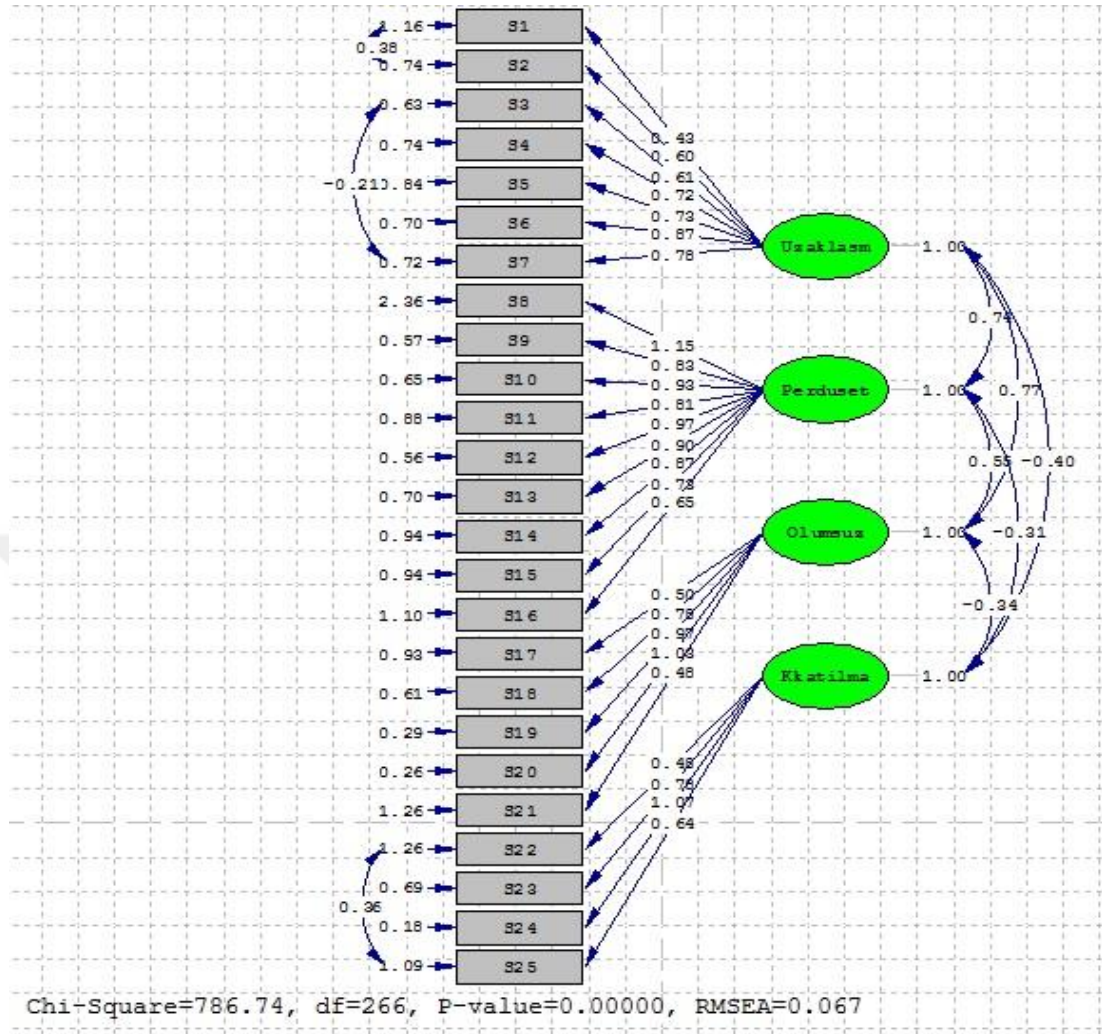 1.16 S1
0.38
0.74 S2
0.63 S3
0.74 S4
-0.21 0.84 S5
0.70 S6
0.72 S7
2.36 S8
0.57 S9
0.65 S10
0.88 S11
0.56 S12
0.70 S13
0.94 S14
0.94 S15
1.10 S16
0.93 S17
0.61 S18
0.29 S19
0.26 S20
1.26 S21
1.26 S22
0.69 S23
0.36
0.18 S24
1.09 S25
0.43
0.60
0.61
0.72
0.73
0.87
0.78
1.15
0.83
0.93
0.81
0.97
0.90
0.87
0.65
0.50
0.97
1.03
0.48
1.07
0.64
Uzaklasm 1.00
Perduset 1.00
Olumsuz 1.00
Kkatilma 1.00
0.74
0.77
0.55 -0.40
-0.31
-0.34
Chi-Square=786.74, df=266, P-value=0.00000, RMSEA=0.067